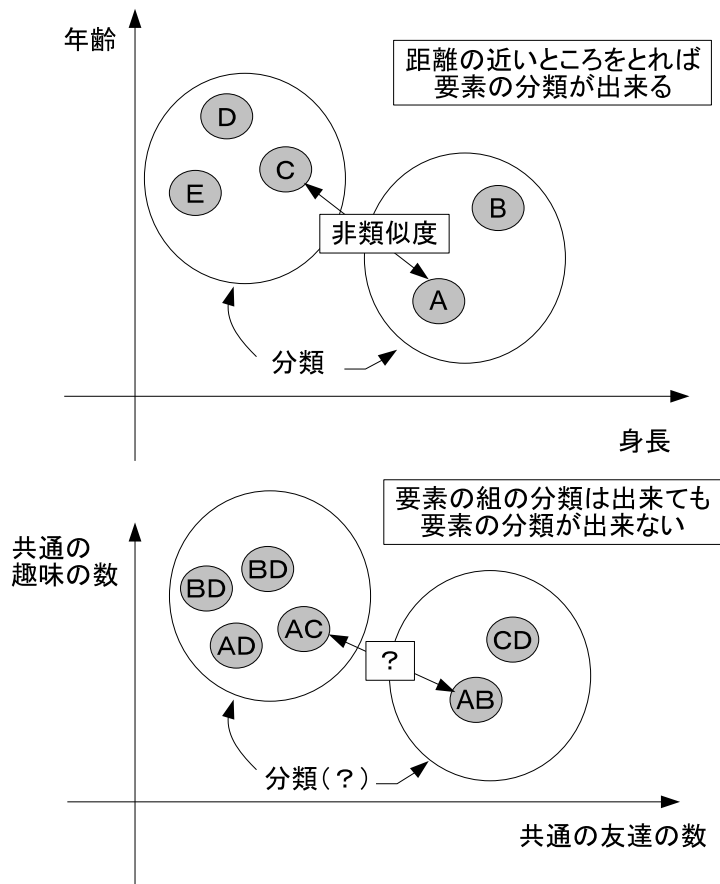 年齢
距離の近いところをとれば
要素の分類が出来る
D
C
E
B
非類似度
A
分類
身長
要素の組の分類は出来ても
要素の分類が出来ない
共通の
趣味の数
BD
BD
AC
AD
CD
?
AB
分類(?)
共通の友達の数